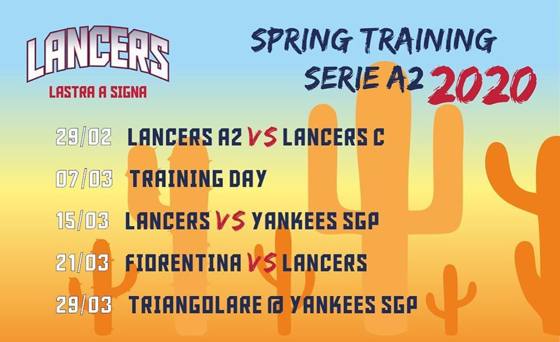 LANCERS
LASTRA A SIGNA
SPRING TRAINING
SERIE A2 2020
29/02 LANCERS A2 VS LANCERS C
07/03 TRAINING DAY
15/03 LANCERS VS YANKEES SGP
21/03 FIORENTINA VS LANCERS
29/03 TRIANGOLARE @ YANKEES SGP